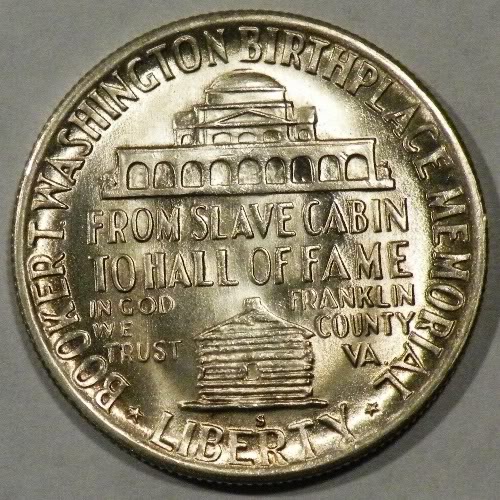 BOOKER T. WASHINGTON BIRTHPLACE MEMORIAL
FROM SLAVE CABIN
TO HALL OF FAME
IN GOD
WE
TRUST
FRANKLIN
COUNTY
VA.
S
LIBERTY